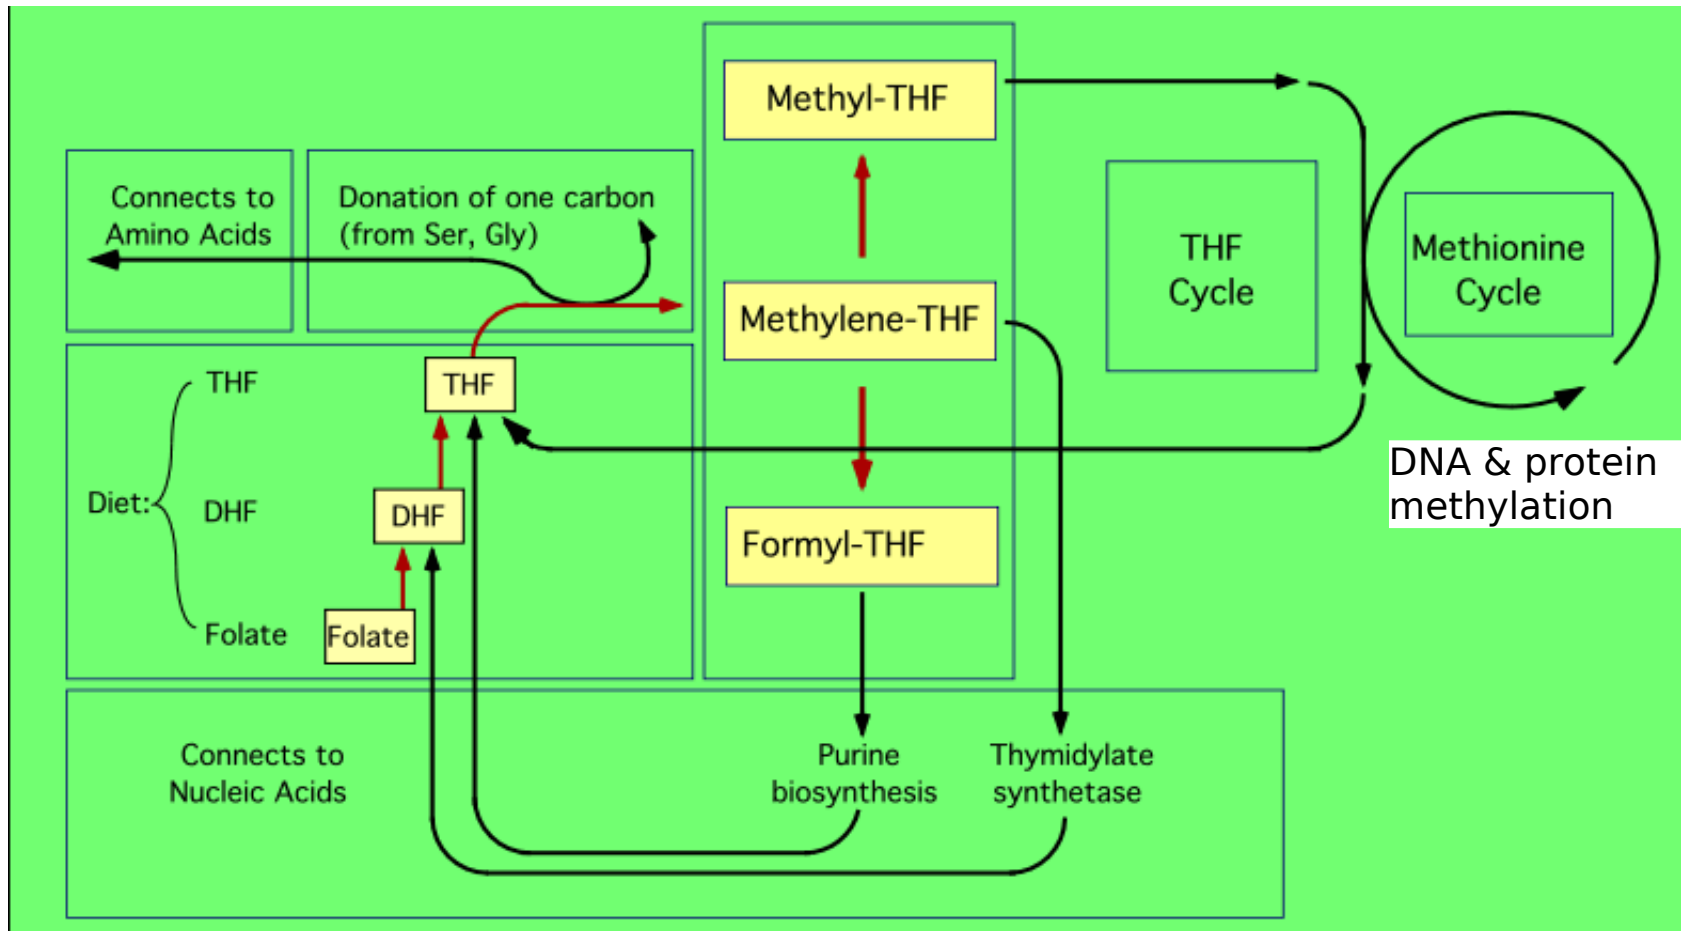 Methyl-THF
Connects to
Amino Acids
Donation of one carbon
(from Ser, Gly)
THF
Cycle
Methionine
Cycle
Methylene-THF
THF
THF
DNA & protein
methylation
Diet:
DHF
DHF
Formyl-THF
Folate
Folate
Connects to
Nucleic Acids
Purine
biosynthesis
Thymidylate
synthetase